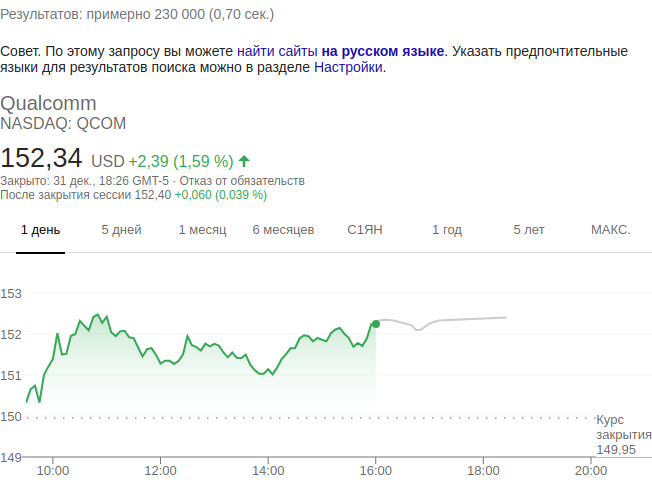 Результатов: примерно 230 000 (0,70 сек.)
Совет. По этому запросу вы можете найти сайты на русском языке. Указать предпочтительные
языки для результатов поиска можно в разделе Настройки.
Qualcomm
NASDAQ: QCOM
152,34 USD +2,39 (1,59 %)
Закрыто: 31 дек., 18:26 GMT-5 · Отказ от обязательств
После закрытия сессии 152,40 +0,060 (0,039 %)
1 день 5 дней 1 месяц 6 месяцев С1ЯН 1 год 5 лет МАКС.
153
152
151
150
Курс
закрытия
149,95
149
10:00 12:00 14:00 16:00 18:00 20:00